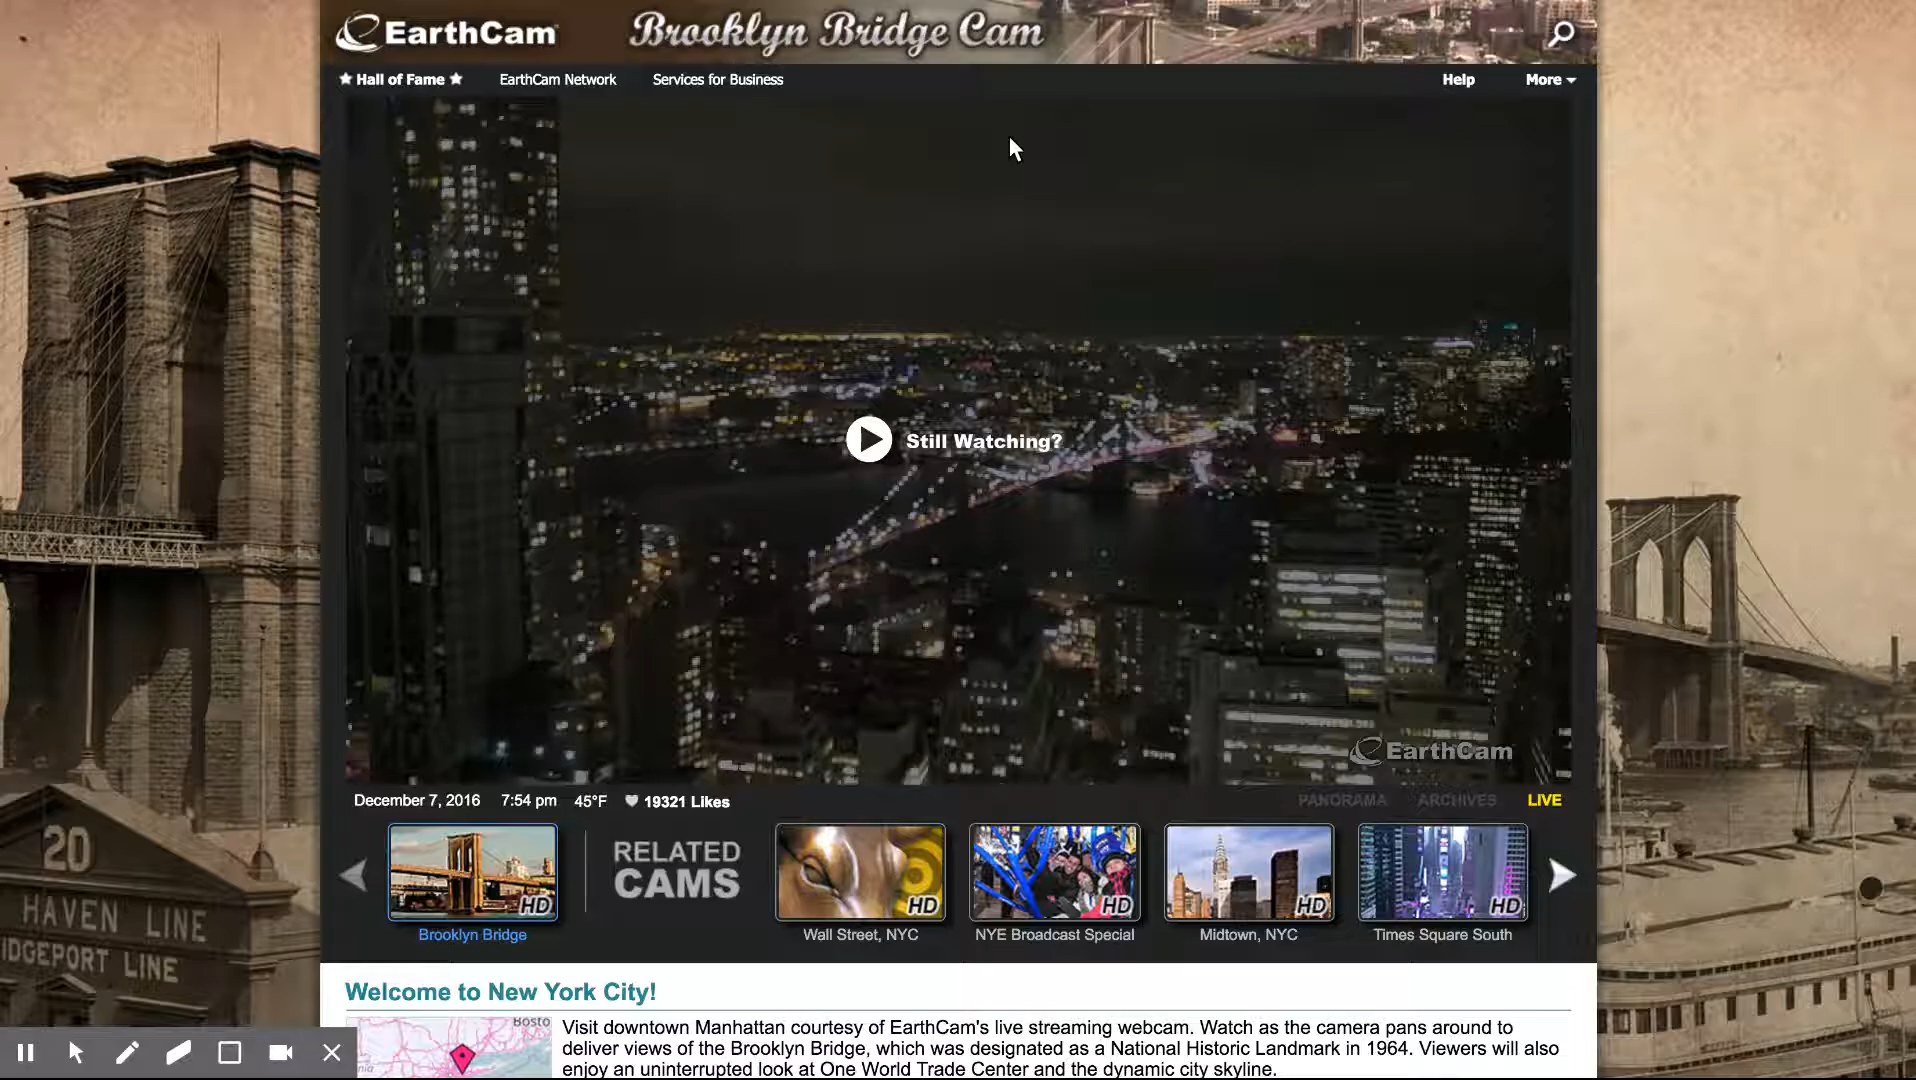 EarthCam
Brooklyn Bridge Cam
Hall of Fame
EarthCam Network
Services for Business
Help
More
Still Watching?
EarthCam
December 7, 2016
7:54 pm
45°F
19321 Likes
PANORAMA
ARCHIVES
LIVE
HD
Brooklyn Bridge
RELATED
CAMS
HD
Wall Street, NYC
HD
NYE Broadcast Special
HD
Midtown, NYC
HD
Times Square South
20
HAVEN LINE
IDGEPORT LINE
Welcome to New York City!
Bosto
Visit downtown Manhattan courtesy of EarthCam's live streaming webcam. Watch as the camera pans around to
deliver views of the Brooklyn Bridge, which was designated as a National Historic Landmark in 1964. Viewers will also
enjoy an uninterrupted look at One World Trade Center and the dynamic city skyline.